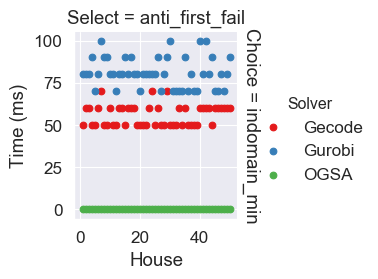 Select = anti_first_fail
100
75
50
25
0
Time (ms)
0
20
40
House
Choice = indomain_min
Solver
Gecode
Gurobi
OGSA